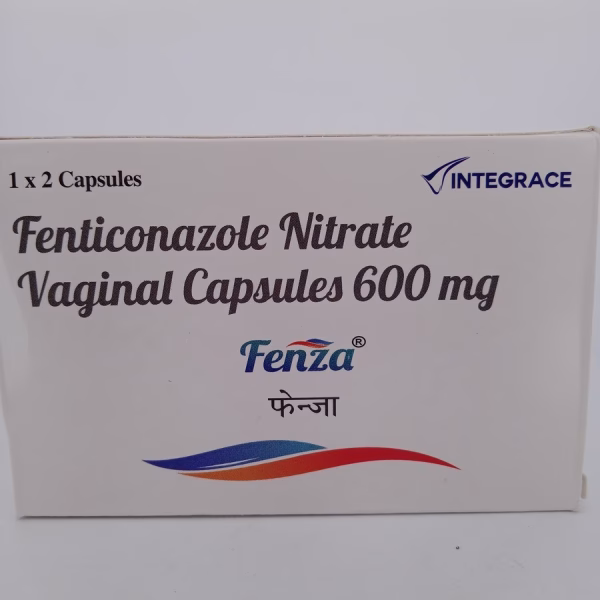 1 x 2 Capsules
INTEGRACE
Fenticonazole Nitrate
Vaginal Capsules 600 mg
Fenza®
फेन्जा